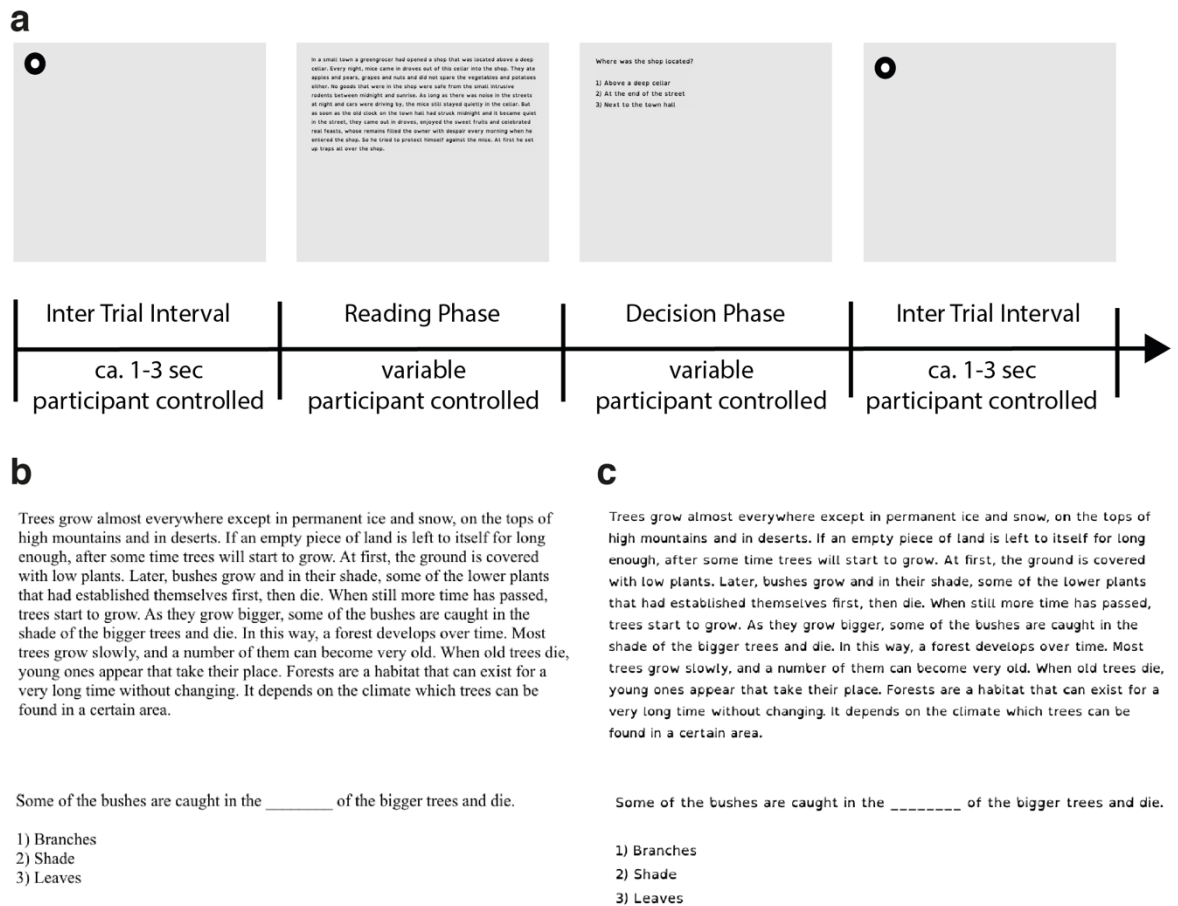 a
In a small town a greengrocer had opened a shop that was located above a deep
cellar. Every night, mice came in droves out of this cellar into the shop. They ate
apples and pears, grapes and nuts and did not spare the vegetables and potatoes
either. No goods that were in the shop were safe from the small intrusive
rodents between midnight and sunrise. As long as there was noise in the streets
at night and cars were driving by, the mice still stayed quietly in the cellar. But
as soon as the old clock on the town hall had struck midnight and it became quiet
in the street, they came out in droves, enjoyed the sweet fruits and celebrated
real feasts, whose remains filled the owner with despair every morning when he
entered the shop. So he tried to protect himself against the mice. At first he set
up traps all over the shop.
Where was the shop located?
1) Above a deep cellar
2) At the end of the street
3) Next to the town hall
Inter Trial Interval
Reading Phase
Decision Phase
Inter Trial Interval
ca. 1-3 sec
participant controlled
variable
participant controlled
variable
participant controlled
ca. 1-3 sec
participant controlled
b
Trees grow almost everywhere except in permanent ice and snow, on the tops of
high mountains and in deserts. If an empty piece of land is left to itself for long
enough, after some time trees will start to grow. At first, the ground is covered
with low plants. Later, bushes grow and in their shade, some of the lower plants
that had established themselves first, then die. When still more time has passed,
trees start to grow. As they grow bigger, some of the bushes are caught in the
shade of the bigger trees and die. In this way, a forest develops over time. Most
trees grow slowly, and a number of them can become very old. When old trees die,
young ones appear that take their place. Forests are a habitat that can exist for a
very long time without changing. It depends on the climate which trees can be
found in a certain area.
Some of the bushes are caught in the ________ of the bigger trees and die.
1) Branches
2) Shade
3) Leaves
c
Trees grow almost everywhere except in permanent ice and snow, on the tops of
high mountains and in deserts. If an empty piece of land is left to itself for long
enough, after some time trees will start to grow. At first, the ground is covered
with low plants. Later, bushes grow and in their shade, some of the lower plants
that had established themselves first, then die. When still more time has passed,
trees start to grow. As they grow bigger, some of the bushes are caught in the
shade of the bigger trees and die. In this way, a forest develops over time. Most
trees grow slowly, and a number of them can become very old. When old trees die,
young ones appear that take their place. Forests are a habitat that can exist for a
very long time without changing. It depends on the climate which trees can be
found in a certain area.
Some of the bushes are caught in the ________ of the bigger trees and die.
1) Branches
2) Shade
3) Leaves